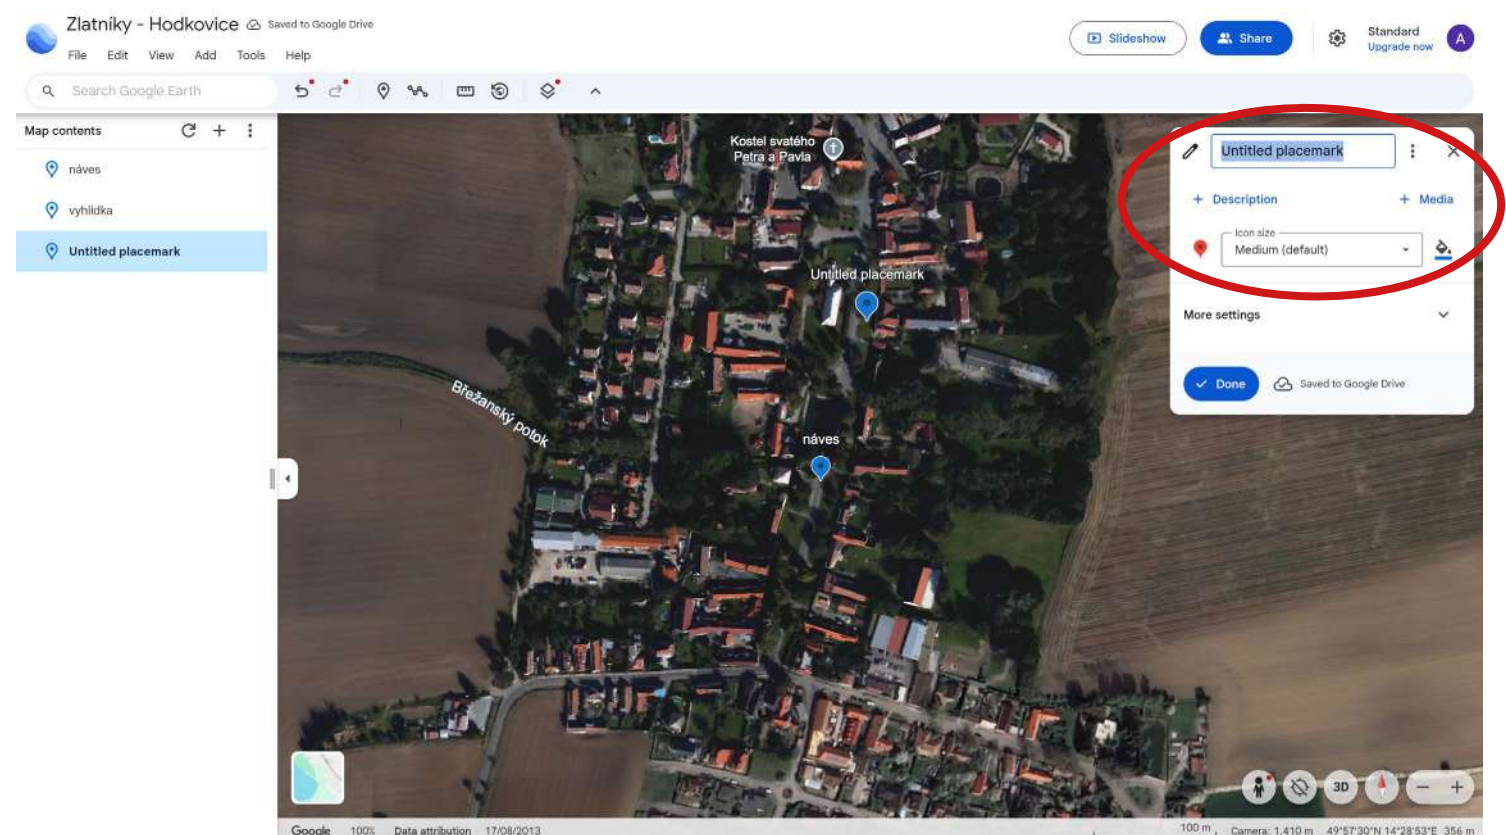 Zlatníky - Hodkovice Saved to Google Drive
File Edit View Add Tools Help
Slideshow
Share
Standard
Upgrade now
A
Search Google Earth
Map contents
náves
vyhlídka
Untitled placemark
Kostel svatého
Petra a Pavla
Untitled placemark
Břežanský potok
náves
Untitled placemark
+ Description + Media
Icon size
Medium (default)
More settings
Done Saved to Google Drive
3D
Google 100% Data attribution 17/08/2013 100 m Camera: 1,410 m 49°57'30"N 14°28'53"E 356 m